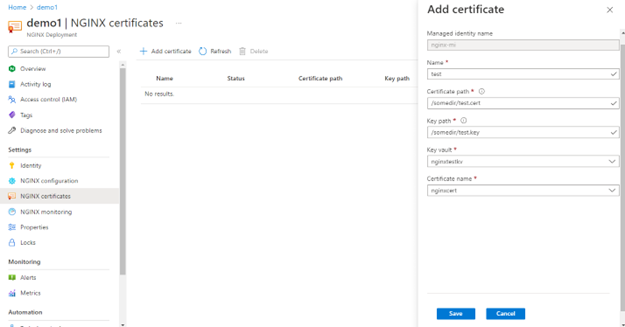 Home > demo1 >
demo1 | NGINX certificates ...
NGINX Deployment
Search (Ctrl+/)
«
Overview
Activity log
Access control (IAM)
Tags
Diagnose and solve problems
Settings
Identity
NGINX configuration
NGINX certificates
NGINX monitoring
Properties
Locks
Monitoring
Alerts
Metrics
Automation
+ Add certificate Refresh Delete
Name Status Certificate path Key path
No results.
Add certificate
Managed identity name
nginx-mi
Name *
test
Certificate path *
/somedir/test.cert
Key path *
/somedir/test.key
Key vault *
nginxtestkv
Certificate name *
nginxcert
Save Cancel